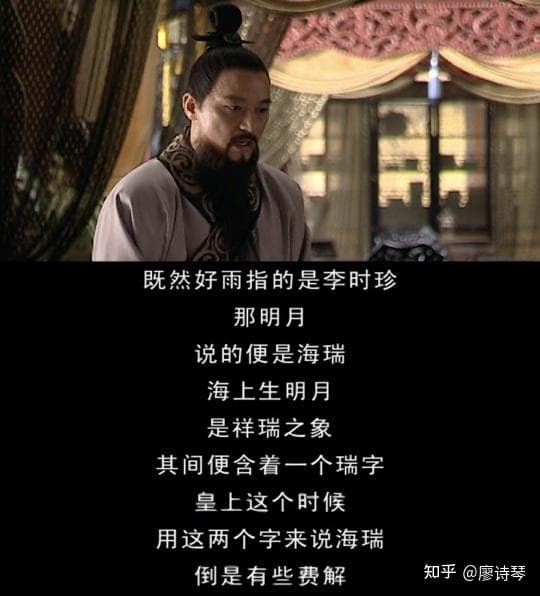 既然好雨指的是李时珍
那明月
说的便是海瑞
海上生明月
是祥瑞之象
其间便含着一个瑞字
皇上这个时候
用这两个字来说海瑞
倒是有些费解
知乎 @廖诗琴